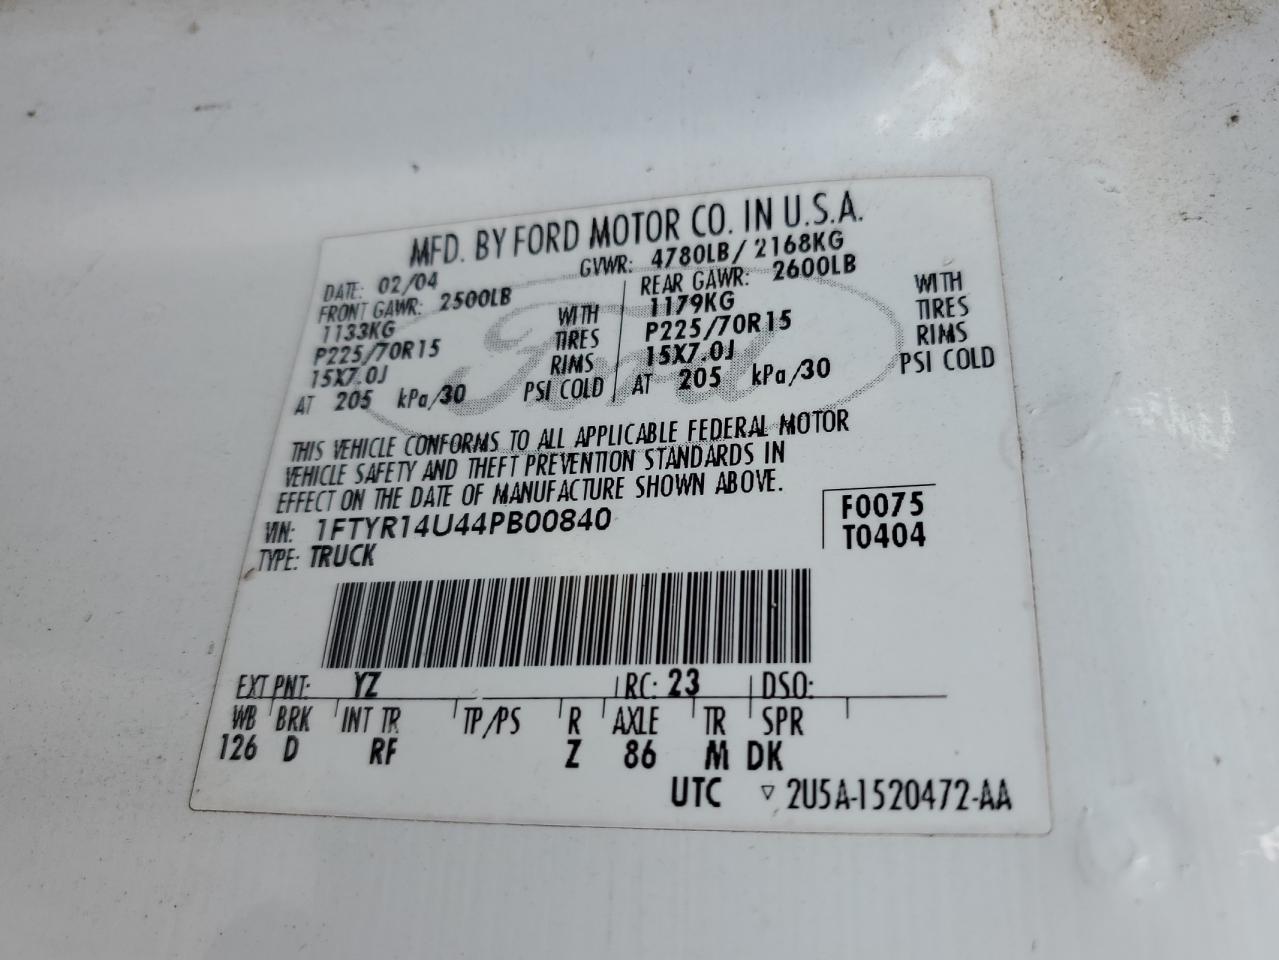 MFD. BY FORD MOTOR CO. IN U.S.A.
DATE: 02/04 GVWR: 4780LB / 2168KG
FRONT GAWR: 2500LB REAR GAWR: 2600LB
1133KG WITH 1179KG WITH
P225/70R15 TIRES P225/70R15 TIRES
15X7.0J RIMS 15X7.0J RIMS
AT 205 kPa/30 PSI COLD AT 205 kPa/30 PSI COLD
Ford
THIS VEHICLE CONFORMS TO ALL APPLICABLE FEDERAL MOTOR
VEHICLE SAFETY AND THEFT PREVENTION STANDARDS IN
EFFECT ON THE DATE OF MANUFACTURE SHOWN ABOVE.
VIN: 1FTYR14U44PB00840 F0075
TYPE: TRUCK T0404
EXT PNT: YZ RC: 23 DSO:
WB BRK INT TR TP/PS R AXLE TR SPR
126 D RF Z 86 M DK
UTC ▽ 2U5A-1520472-AA